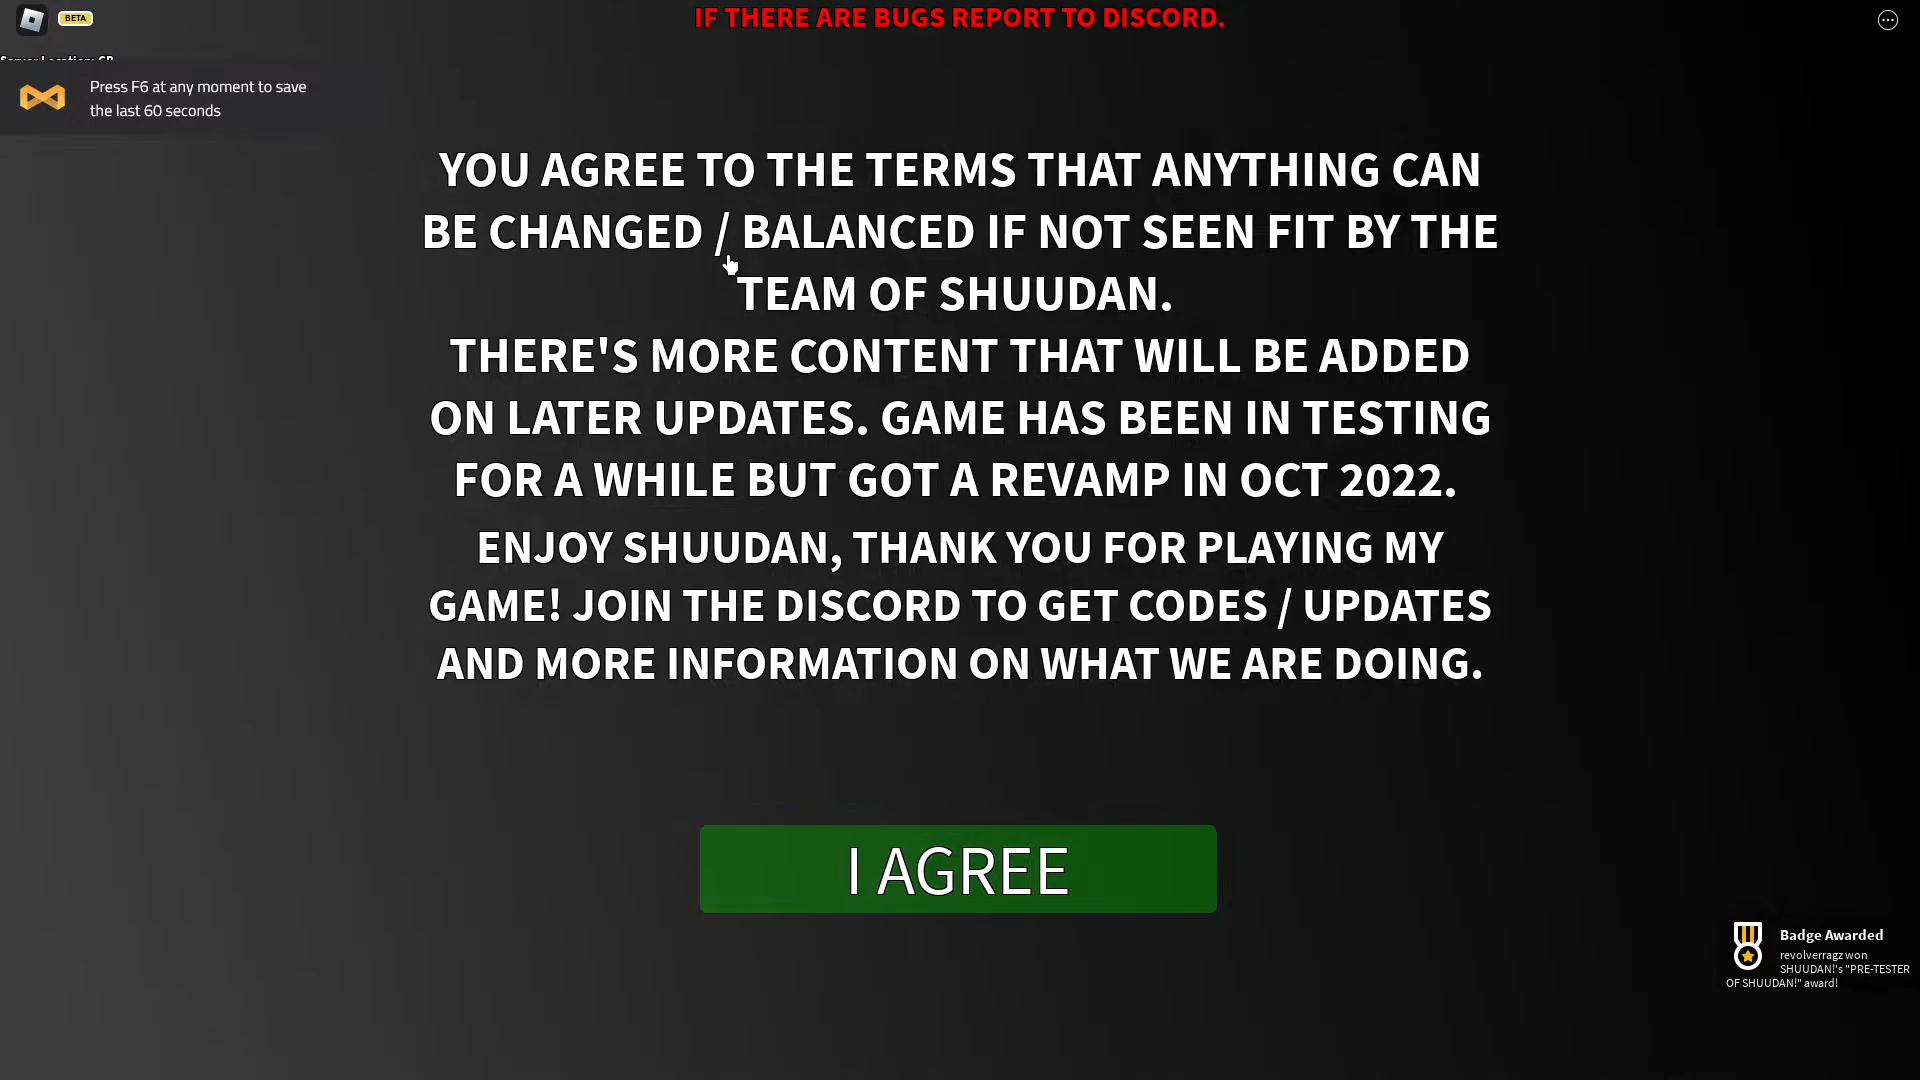 BETA
IF THERE ARE BUGS REPORT TO DISCORD.
Press F6 at any moment to save
the last 60 seconds
YOU AGREE TO THE TERMS THAT ANYTHING CAN
BE CHANGED / BALANCED IF NOT SEEN FIT BY THE
TEAM OF SHUUDAN.
THERE'S MORE CONTENT THAT WILL BE ADDED
ON LATER UPDATES. GAME HAS BEEN IN TESTING
FOR A WHILE BUT GOT A REVAMP IN OCT 2022.
ENJOY SHUUDAN, THANK YOU FOR PLAYING MY
GAME! JOIN THE DISCORD TO GET CODES / UPDATES
AND MORE INFORMATION ON WHAT WE ARE DOING.
I AGREE
Badge Awarded
revolverragz won
SHUUDAN!'s "PRE-TESTER
OF SHUUDAN!" award!